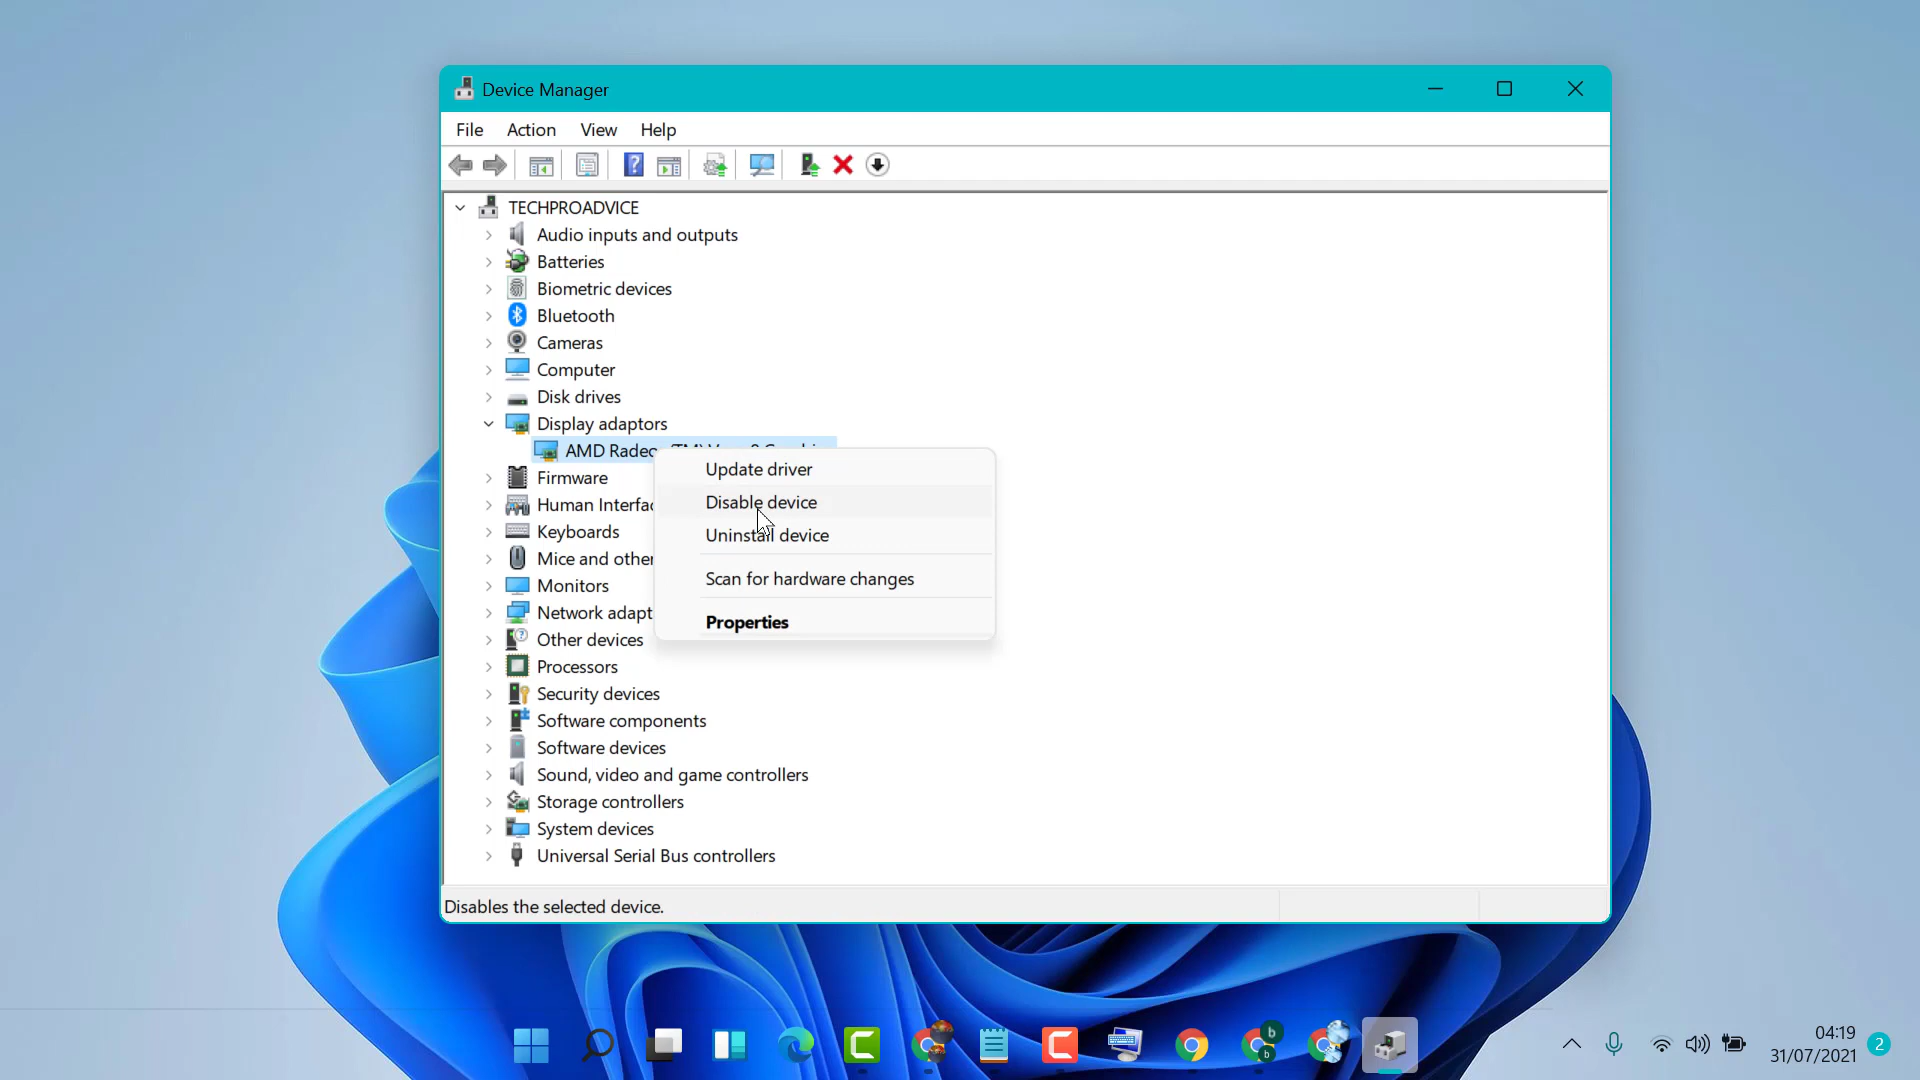 Device Manager
File Action View Help
TECHPROADVICE
Audio inputs and outputs
Batteries
Biometric devices
Bluetooth
Cameras
Computer
Disk drives
Display adaptors
AMD
Firmware
Human
Keyboards
Mice and other
Monitors
Network
Other devices
Processors
Security devices
Software components
Software devices
Sound, video and game controllers
Storage controllers
System devices
Universal Serial Bus controllers
Update driver
Disable device
Uninstall device
Scan for hardware changes
Properties
Disables the selected device.
b
b
04:19
31/07/2021
2